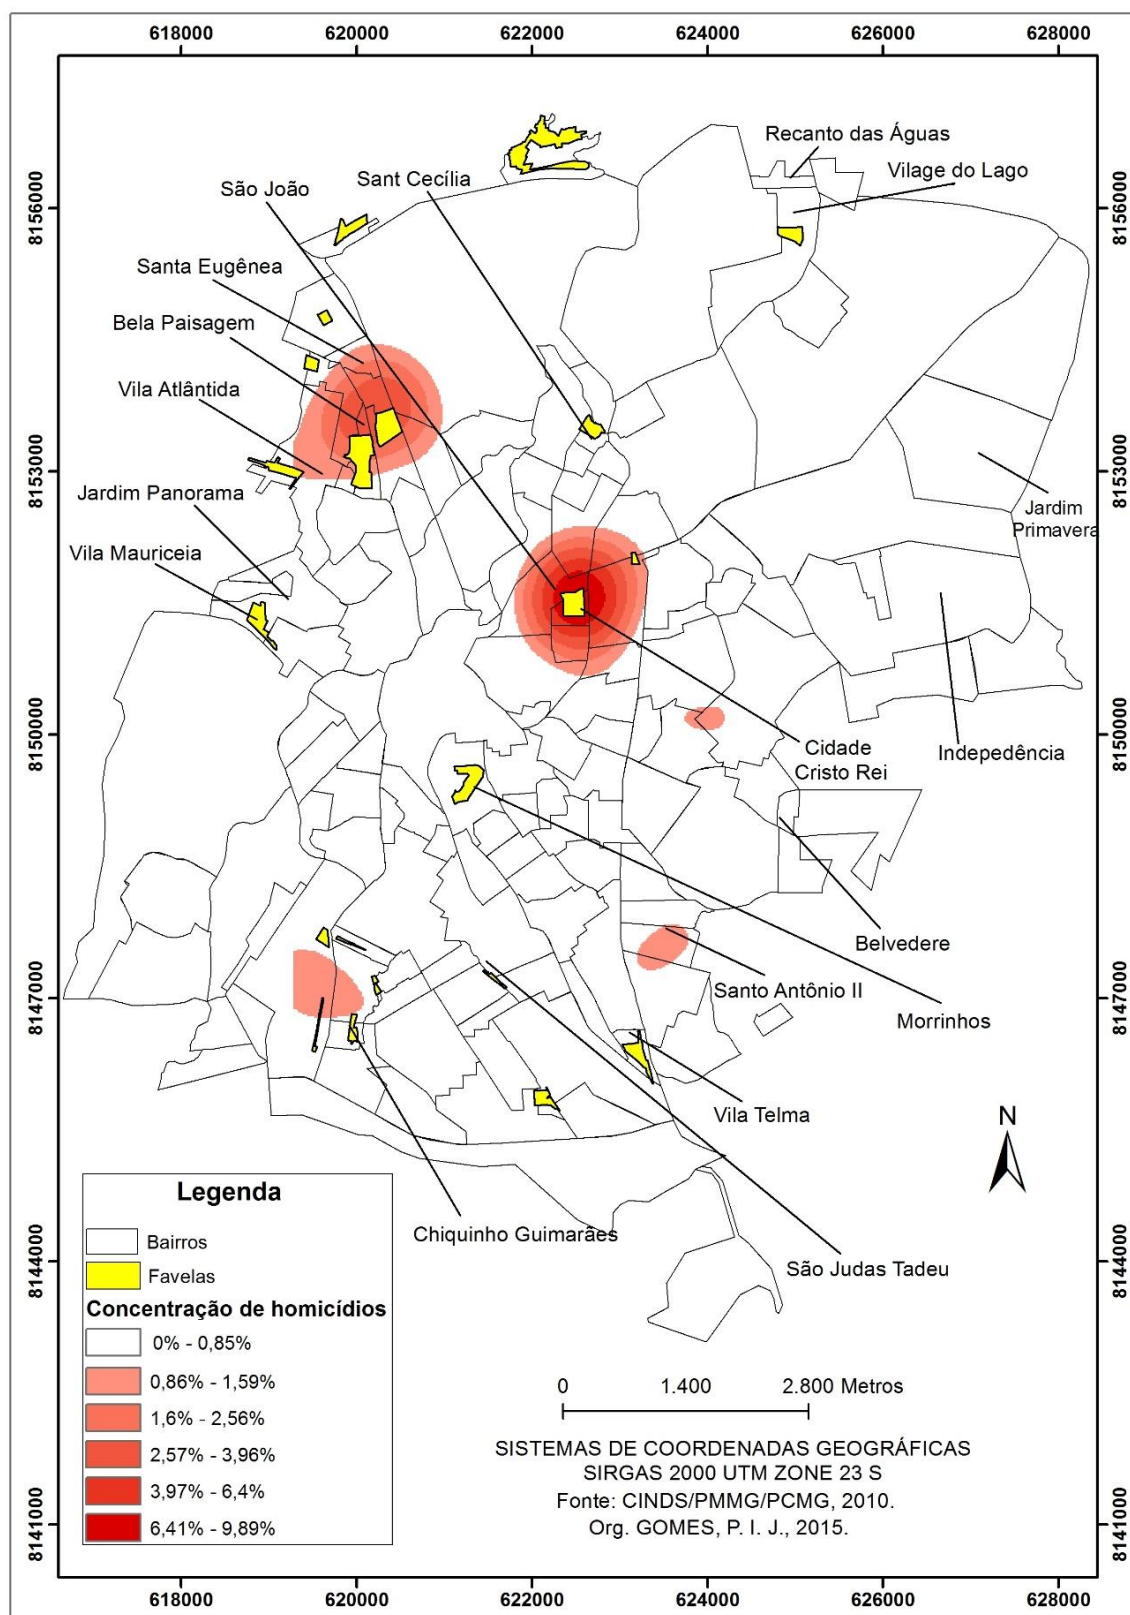 618000
620000
622000
624000
626000
628000
8156000
8156000
8153000
8153000
8150000
8150000
8147000
8147000
8144000
8144000
8141000
8141000
Recanto das Águas
Vilage do Lago
São João
Sant Cecília
Santa Eugênea
Bela Paisagem
Vila Atlântida
Jardim Panorama
Vila Mauriceia
Jardim
Primavera
Cidade
Cristo Rei
Indepedência
Belvedere
Santo Antônio II
Morrinhos
Vila Telma
Chiquinho Guimarães
São Judas Tadeu
N
Legenda
Bairros
Favelas
Concentração de homicídios
0% - 0,85%
0,86% - 1,59%
1,6% - 2,56%
2,57% - 3,96%
3,97% - 6,4%
6,41% - 9,89%
0 1.400 2.800 Metros
SISTEMAS DE COORDENADAS GEOGRÁFICAS
SIRGAS 2000 UTM ZONE 23 S
Fonte: CINDS/PMMG/PCMG, 2010.
Org. GOMES, P. I. J., 2015.
618000
620000
622000
624000
626000
628000